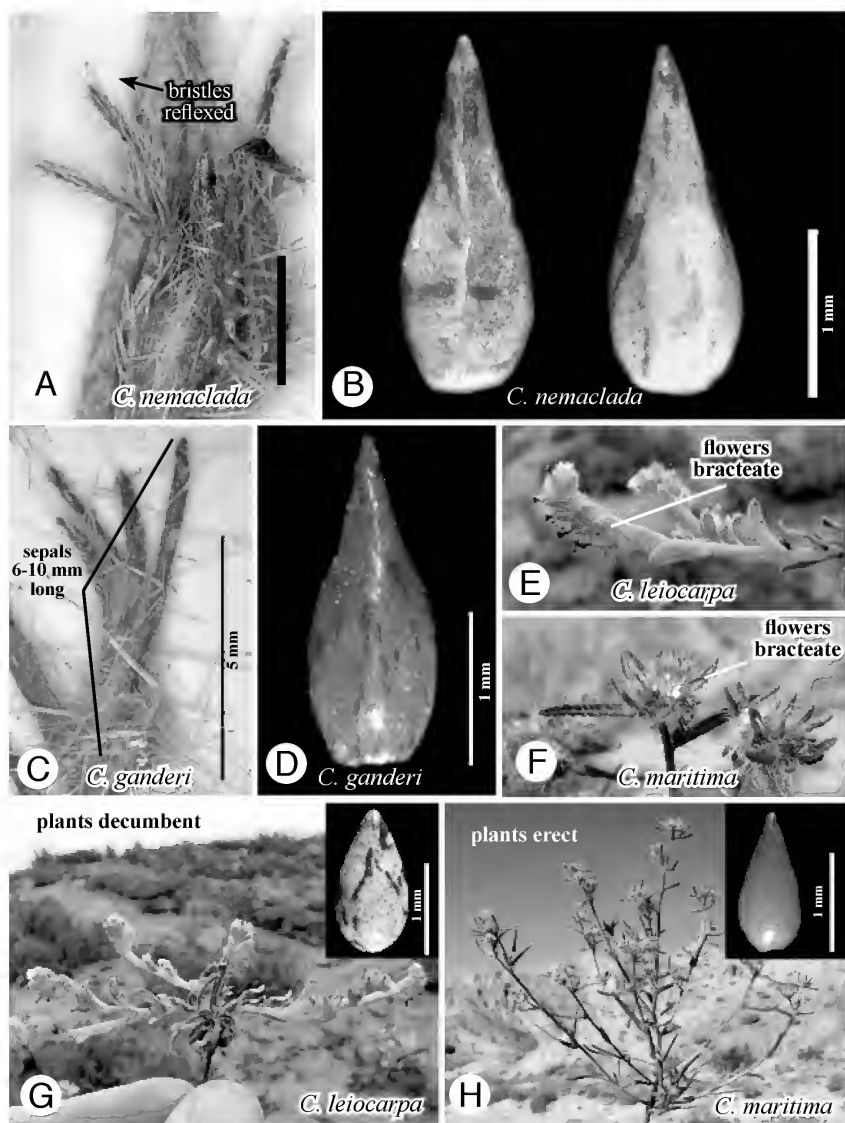 bristles
reflexed
A
C. nemaclada
B
C. nemaclada
1 mm
sepals
6-10 mm
long
5 mm
C
C. ganderi
1 mm
D
C. ganderi
flowers
bracteate
E
C. leiocarpa
flowers
bracteate
F
C. maritima
plants decumbent
1 mm
G
C. leiocarpa
plants erect
1 mm
H
C. maritima